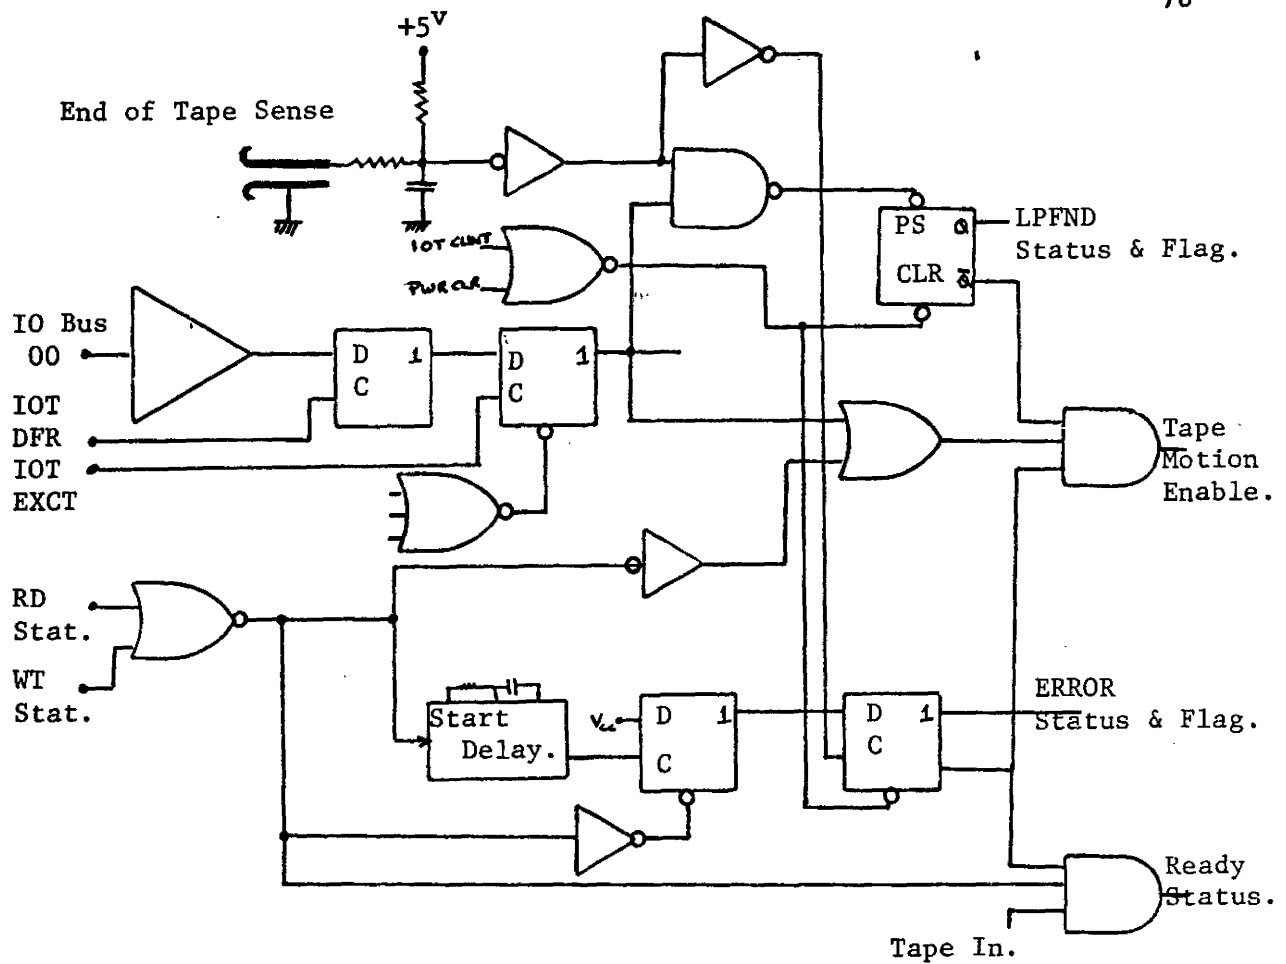 +5V
End of Tape Sense
PS Q
LPFND
Status & Flag.
CLR Q̅
IOT CLINT
PWR CLR
IO Bus
00
D 1
C
D 1
C
IOT
DFR
IOT
EXCT
Tape
Motion
Enable.
RD
Stat.
WT
Stat.
Start
Delay.
Vcc
D 1
C
D 1
C
ERROR
Status & Flag.
Ready
Status.
Tape In.